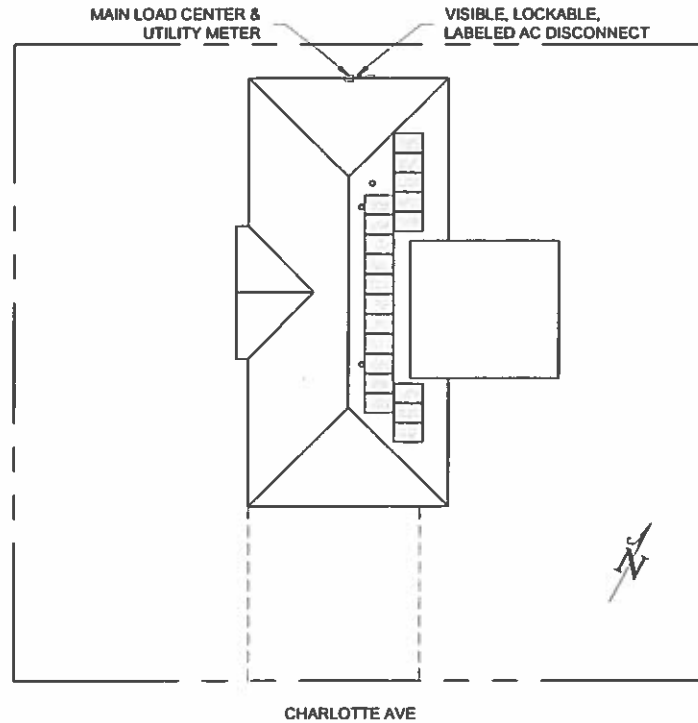 MAIN LOAD CENTER &
UTILITY METER
VISIBLE, LOCKABLE,
LABELED AC DISCONNECT
N
CHARLOTTE AVE